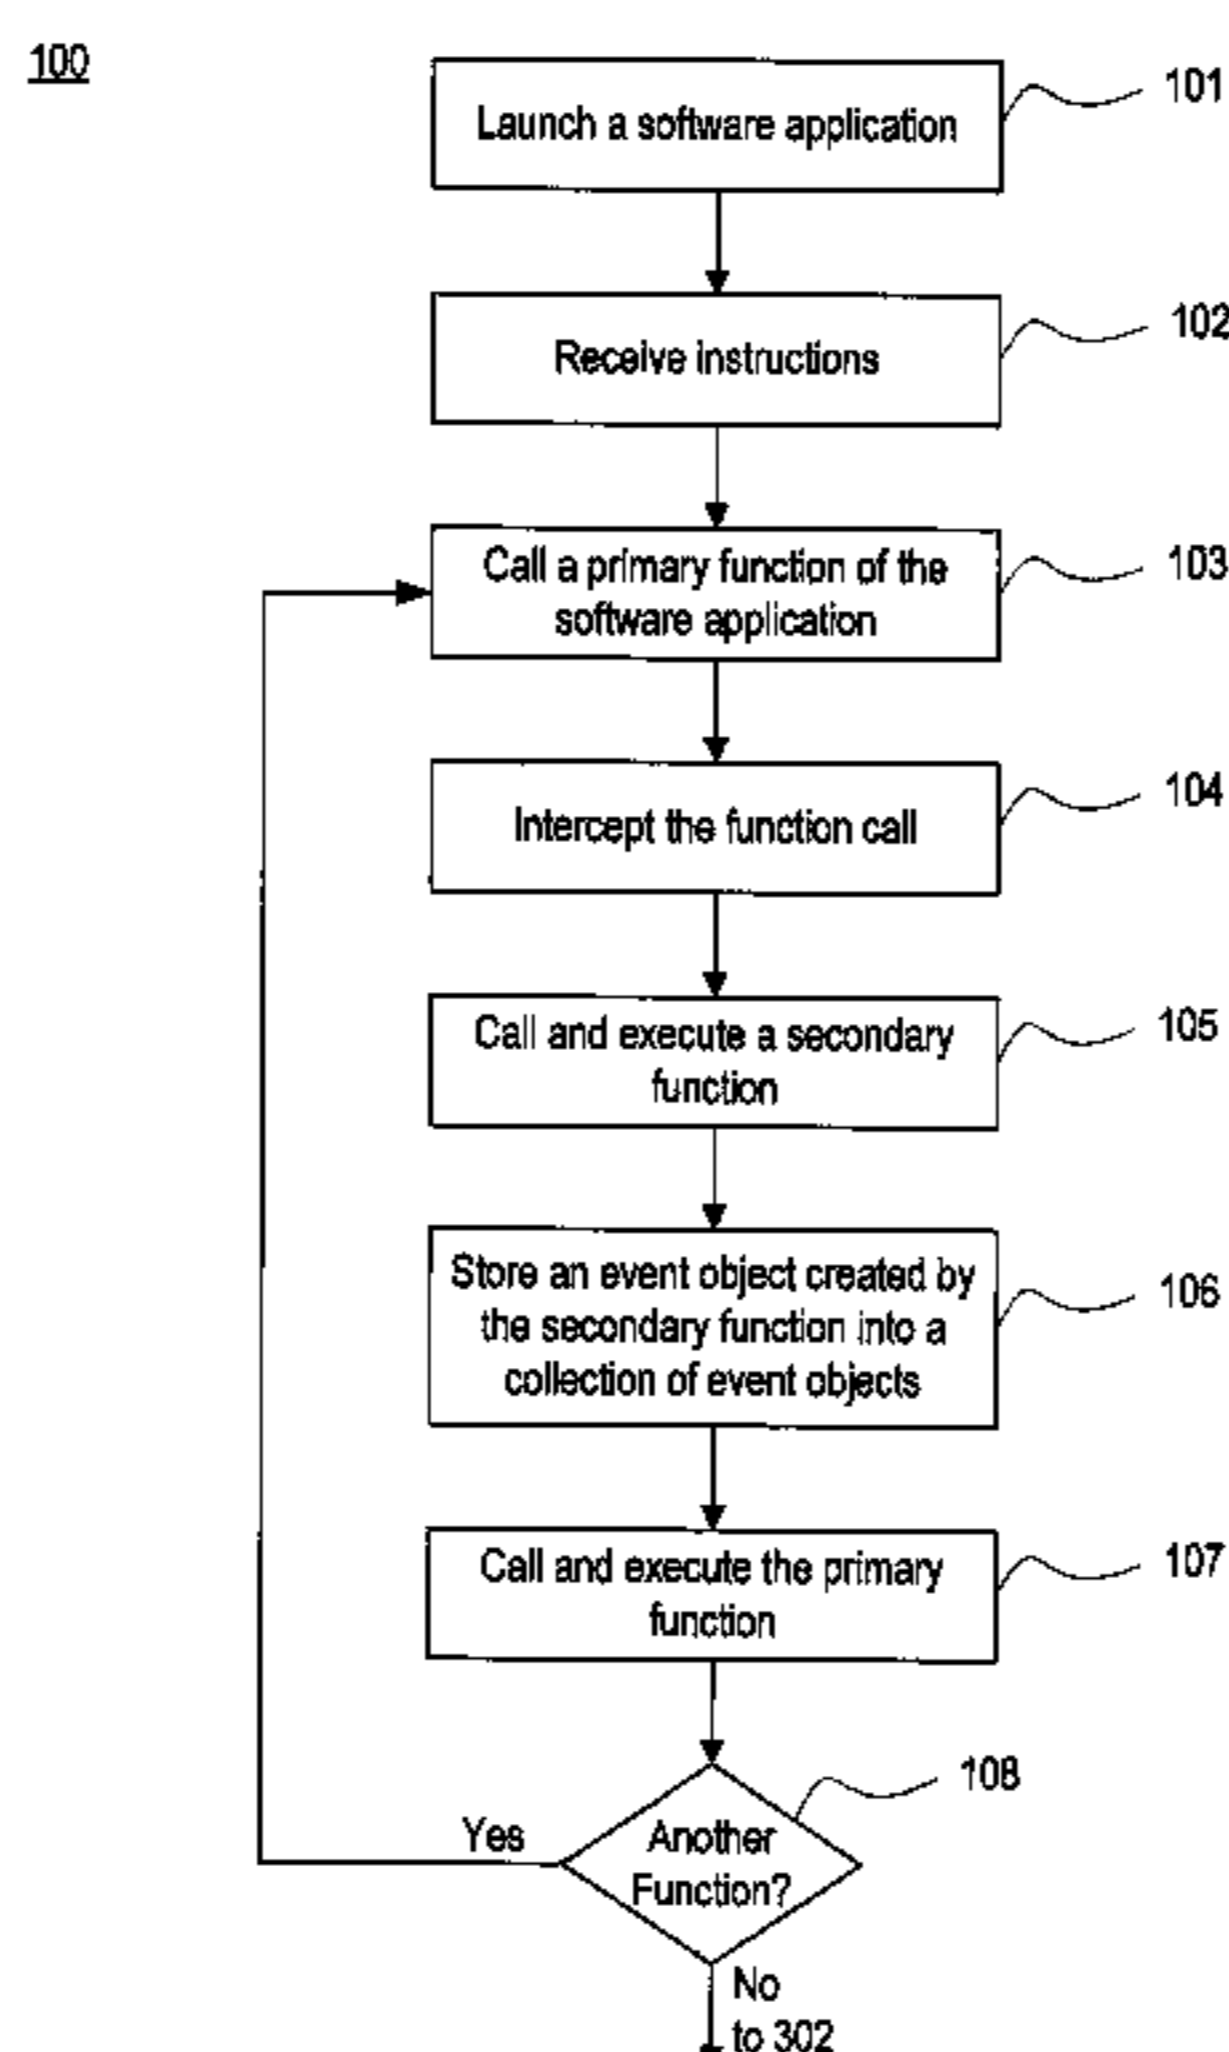 100
Launch a software application
101
Receive instructions
102
Call a primary function of the
software application
103
Intercept the function call
104
Call and execute a secondary
function
105
Store an event object created by
the secondary function into a
collection of event objects
106
Call and execute the primary
function
107
108
Another
Function?
Yes
No
to 302